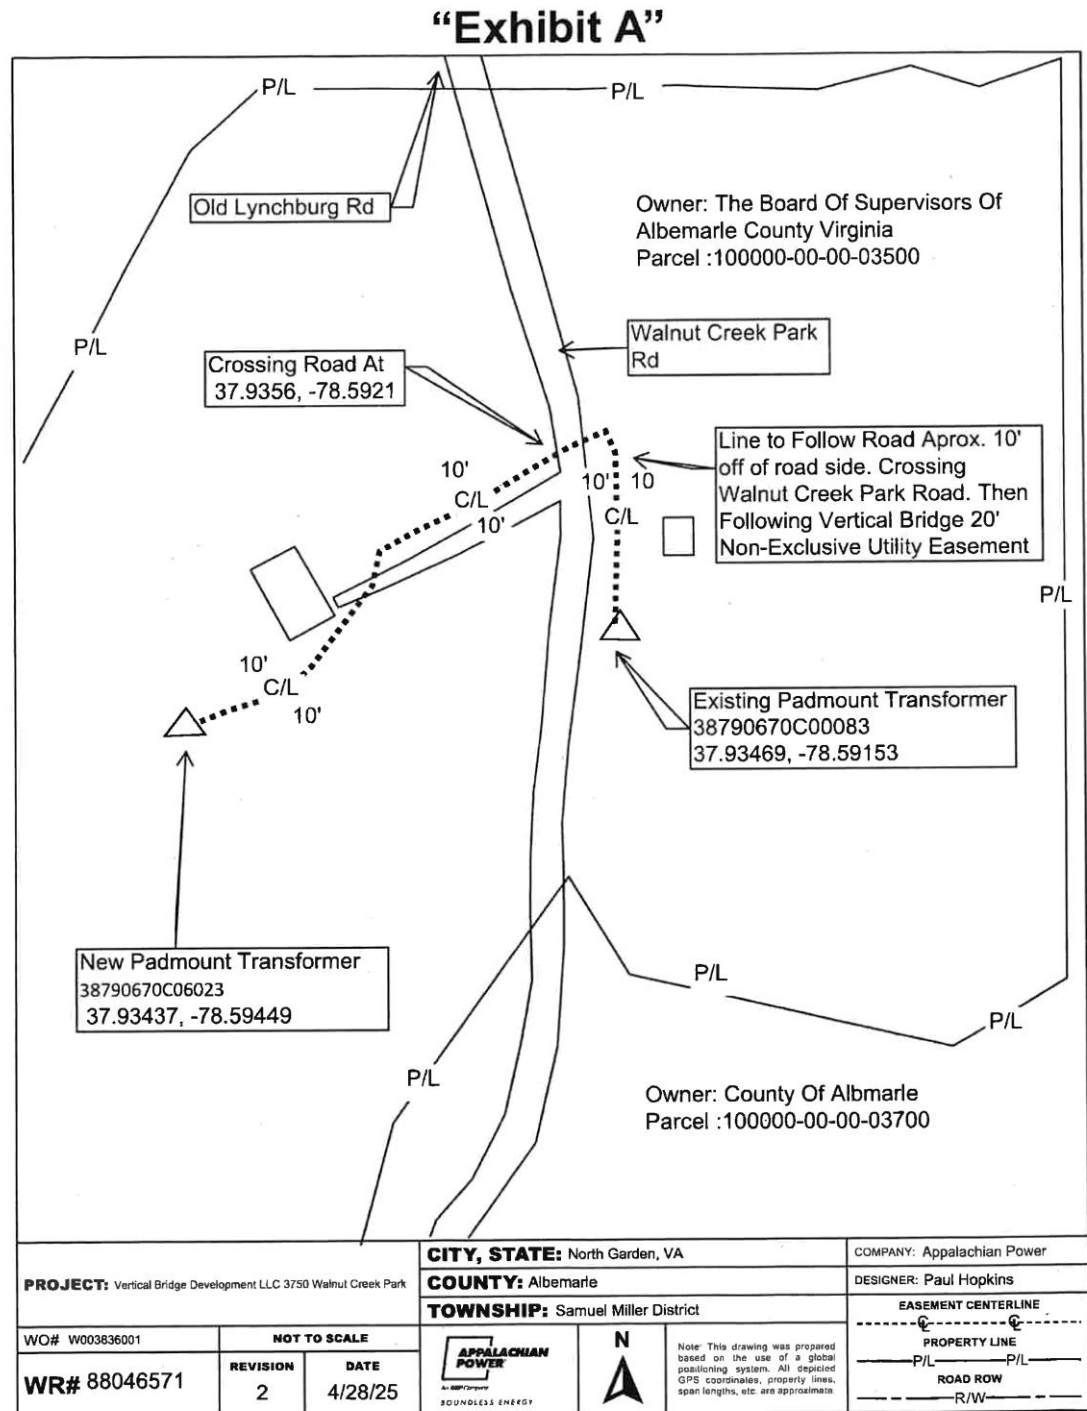 “Exhibit A”
P/L
P/L
Old Lynchburg Rd
Owner: The Board Of Supervisors Of
Albemarle County Virginia
Parcel :100000-00-00-03500
P/L
Walnut Creek Park
Rd
Crossing Road At
37.9356, -78.5921
Line to Follow Road Aprox. 10'
off of road side. Crossing
Walnut Creek Park Road. Then
Following Vertical Bridge 20'
Non-Exclusive Utility Easement
10'
C/L
10'
10' 10
C/L
P/L
10'
C/L
10'
Existing Padmount Transformer
38790670C00083
37.93469, -78.59153
New Padmount Transformer
38790670C06023
37.93437, -78.59449
P/L
P/L
P/L
Owner: County Of Albmarle
Parcel :100000-00-00-03700
PROJECT: Vertical Bridge Development LLC 3750 Walnut Creek Park
CITY, STATE: North Garden, VA
COUNTY: Albemarle
TOWNSHIP: Samuel Miller District
COMPANY: Appalachian Power
DESIGNER: Paul Hopkins
WO# W003836001
NOT TO SCALE
WR# 88046571
REVISION
2
DATE
4/28/25
APPALACHIAN
POWER
An AEP Company
BOUNDLESS ENERGY
N
Note: This drawing was prepared
based on the use of a global
positioning system. All depicted
GPS coordinates, property lines,
span lengths, etc. are approximate.
EASEMENT CENTERLINE
℄ ℄
PROPERTY LINE
P/L P/L
ROAD ROW
R/W